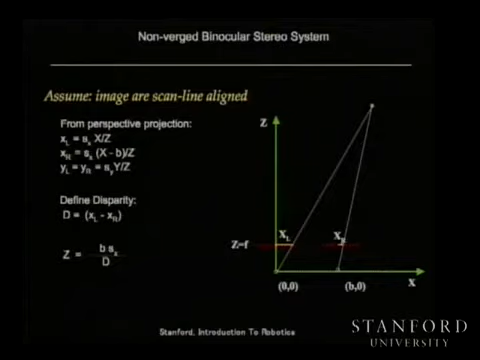 Non-verged Binocular Stereo System
Assume: image are scan-line aligned
From perspective projection:
x_L = s_x X/Z
x_R = s_x (X - b)/Z
y_L = y_R = s_y Y/Z
Define Disparity:
D = (x_L - x_R)
Z = b s_x / D
Z
Z=f
X_L
X_R
(0,0)
(b,0)
X
Stanford, Introduction To Robotics
STANFORD
UNIVERSITY